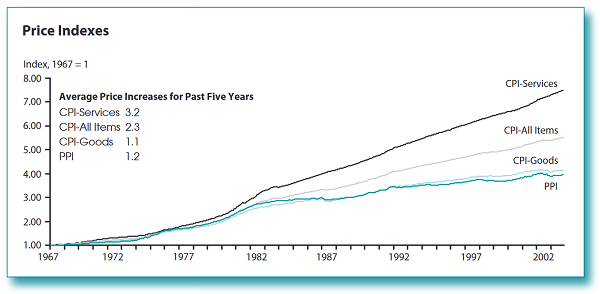 Price Indexes
Index, 1967 = 1
8.00
7.00
6.00
5.00
4.00
3.00
2.00
1.00
Average Price Increases for Past Five Years
CPI-Services 3.2
CPI-All Items 2.3
CPI-Goods 1.1
PPI 1.2
CPI-Services
CPI-All Items
CPI-Goods
PPI
1967 1972 1977 1982 1987 1992 1997 2002